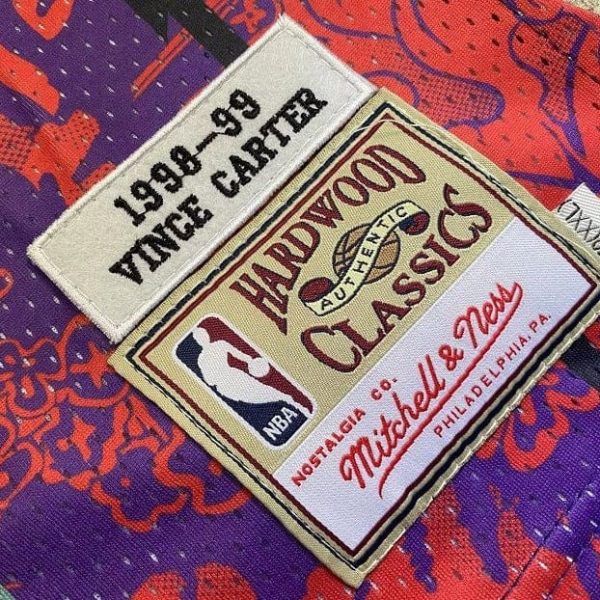 1998-99
VINCE CARTER
HARDWOOD
AUTHENTIC
CLASSICS
NBA
NOSTALGIA CO.
Mitchell & Ness
PHILADELPHIA, PA.